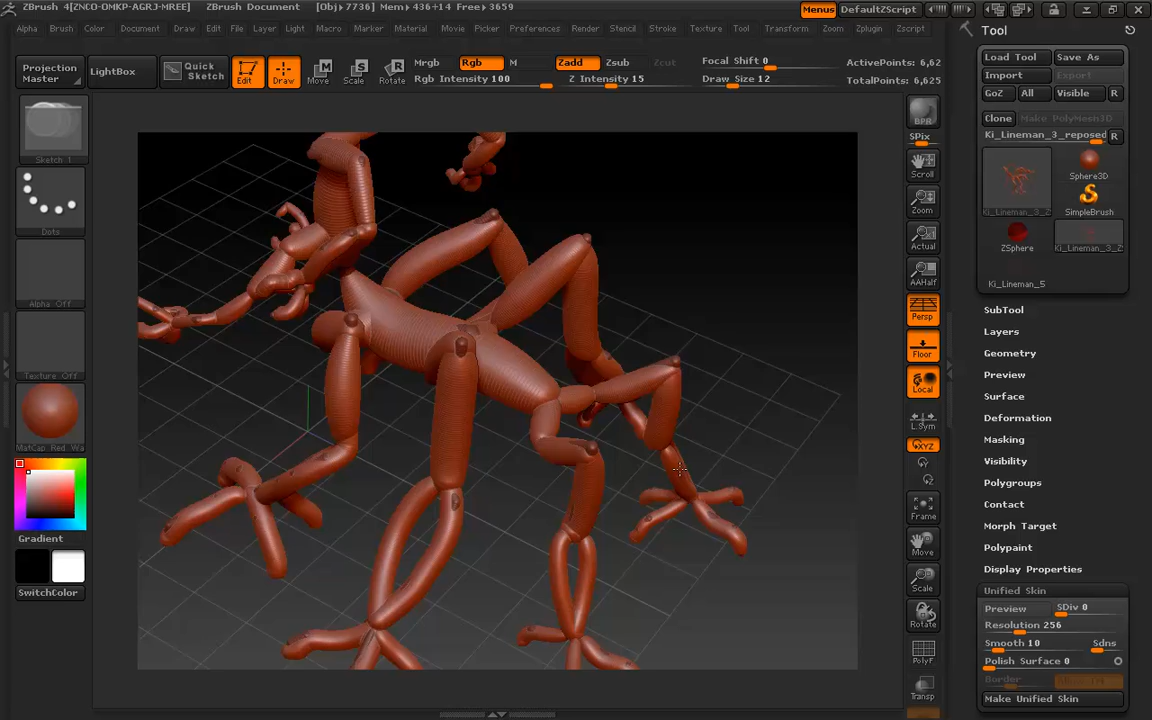 ZBrush 4[ZNCO-OMKP-AGRJ-MREE] ZBrush Document [Obj]7736 Mem 436+14 Free 3659 Menus DefaultZScript
Alpha Brush Color Document Draw Edit File Layer Light Macro Marker Material Movie Picker Preferences Render Stencil Stroke Texture Tool Transform Zoom Zplugin Zscript
Projection Master
LightBox
Quick Sketch
Edit Draw Move Scale Rotate
Mrgb Rgb M
Rgb Intensity 100
Zadd Zsub Zcut
Z Intensity 15
Focal Shift 0
Draw Size 12
ActivePoints: 6,62
TotalPoints: 6,625
Sketch 1
Dots
Alpha Off
Texture Off
MatCap Red Wa
Gradient
SwitchColor
BPR
SPix
Scroll
Zoom
Actual
AAHalf
Persp
Floor
Local
L.Sym
XYZ
Frame
Move
Scale
Rotate
PolyF
Transp
Tool
Load Tool Save As
Import Export
GoZ All Visible R
Clone Make PolyMesh3D
Ki_Lineman_3_reposed R
Ki_Lineman_3_Z Sphere3D
SimpleBrush
ZSphere Ki_Lineman_3_Z
Ki_Lineman_5
SubTool
Layers
Geometry
Preview
Surface
Deformation
Masking
Visibility
Polygroups
Contact
Morph Target
Polypaint
Display Properties
Unified Skin
Preview SDiv 0
Resolution 256
Smooth 10 Sdns
Polish Surface 0
Border
Make Unified Skin